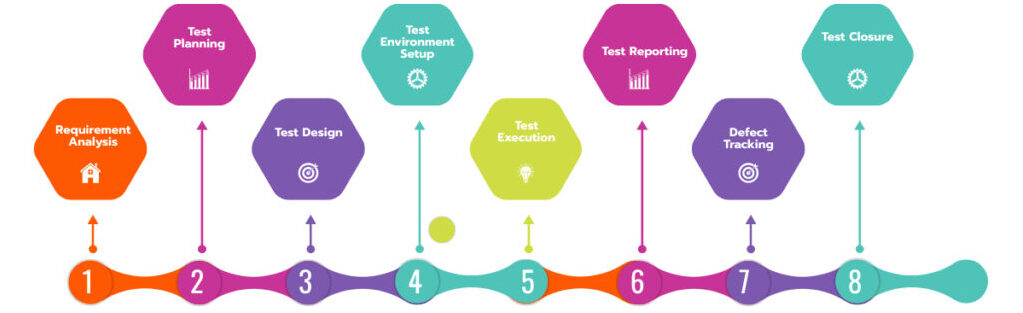 Requirement
Analysis
Test
Planning
Test Design
Test
Environment
Setup
Test
Execution
Test Reporting
Defect
Tracking
Test Closure
1
2
3
4
5
6
7
8